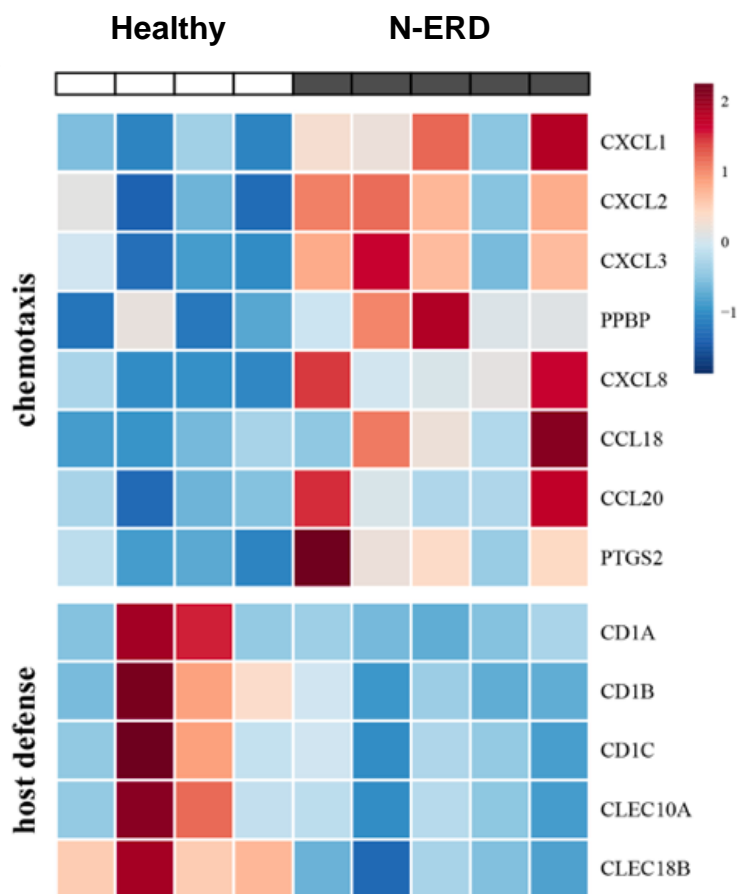 Healthy N-ERD
2
1
0
−1
chemotaxis
CXCL1
CXCL2
CXCL3
PPBP
CXCL8
CCL18
CCL20
PTGS2
host defense
CD1A
CD1B
CD1C
CLEC10A
CLEC18B